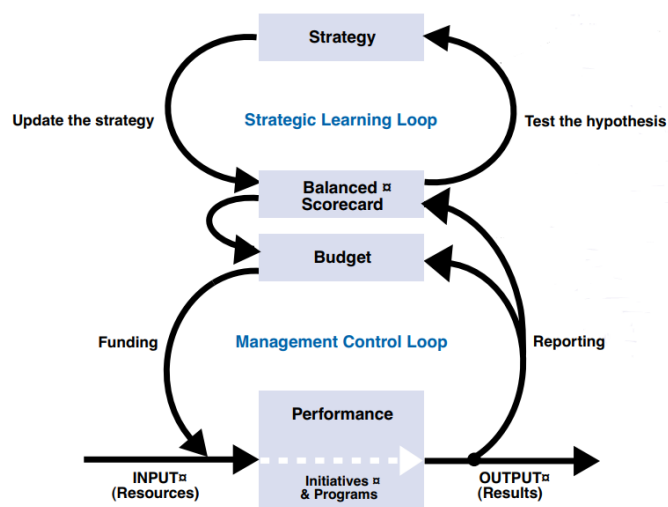 Strategy
Update the strategy
Strategic Learning Loop
Test the hypothesis
Balanced ¤
Scorecard
Budget
Funding
Management Control Loop
Reporting
Performance
INPUT¤
(Resources)
Initiatives ¤
& Programs
OUTPUT¤
(Results)